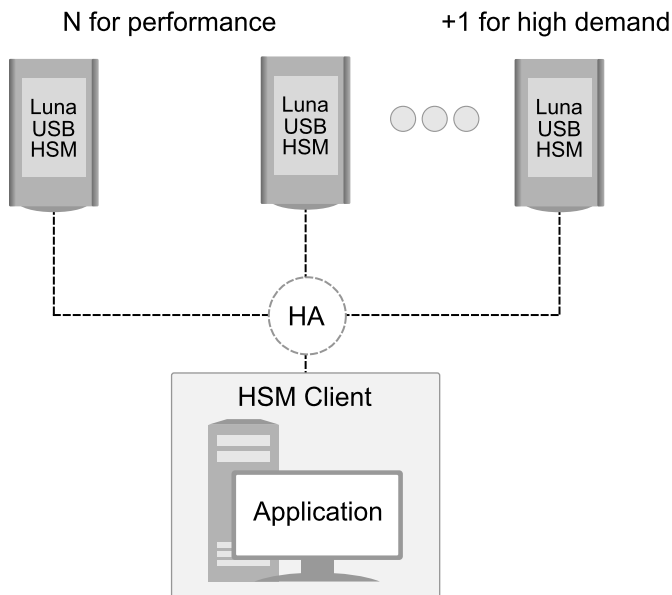 N for performance
+1 for high demand
Luna
USB
HSM
Luna
USB
HSM
Luna
USB
HSM
HA
HSM Client
Application